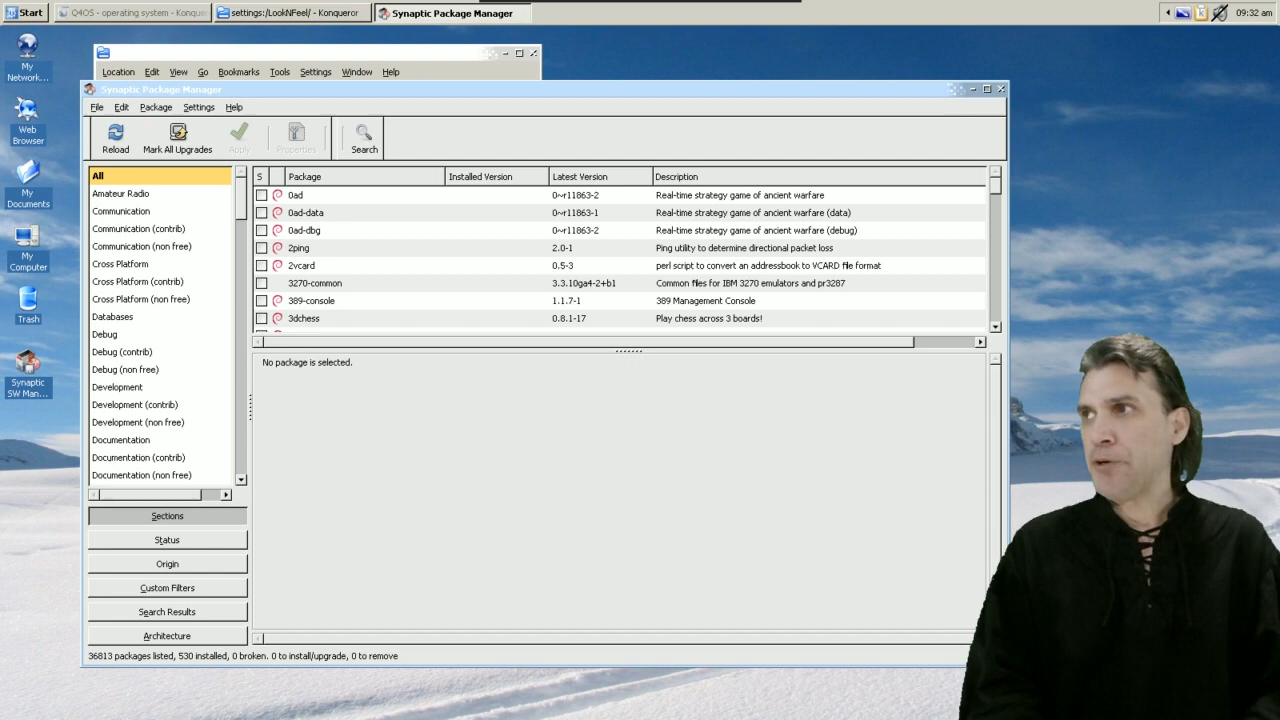 Start
Q4OS - operating system - Konque
settings:/LookNFeel/ - Konqueror
Synaptic Package Manager
09:32 am
My
Network...
Web
Browser
My
Documents
My
Computer
Trash
Synaptic
SW Man...
Location Edit View Go Bookmarks Tools Settings Window Help
Synaptic Package Manager
File Edit Package Settings Help
Reload Mark All Upgrades Apply Properties Search
All
Amateur Radio
Communication
Communication (contrib)
Communication (non free)
Cross Platform
Cross Platform (contrib)
Cross Platform (non free)
Databases
Debug
Debug (contrib)
Debug (non free)
Development
Development (contrib)
Development (non free)
Documentation
Documentation (contrib)
Documentation (non free)
Sections
Status
Origin
Custom Filters
Search Results
Architecture
S Package Installed Version Latest Version Description
0ad 0~r11863-2 Real-time strategy game of ancient warfare
0ad-data 0~r11863-1 Real-time strategy game of ancient warfare (data)
0ad-dbg 0~r11863-2 Real-time strategy game of ancient warfare (debug)
2ping 2.0-1 Ping utility to determine directional packet loss
2vcard 0.5-3 perl script to convert an addressbook to VCARD file format
3270-common 3.3.10ga4-2+b1 Common files for IBM 3270 emulators and pr3287
389-console 1.1.7-1 389 Management Console
3dchess 0.8.1-17 Play chess across 3 boards!
No package is selected.
36813 packages listed, 530 installed, 0 broken. 0 to install/upgrade, 0 to remove